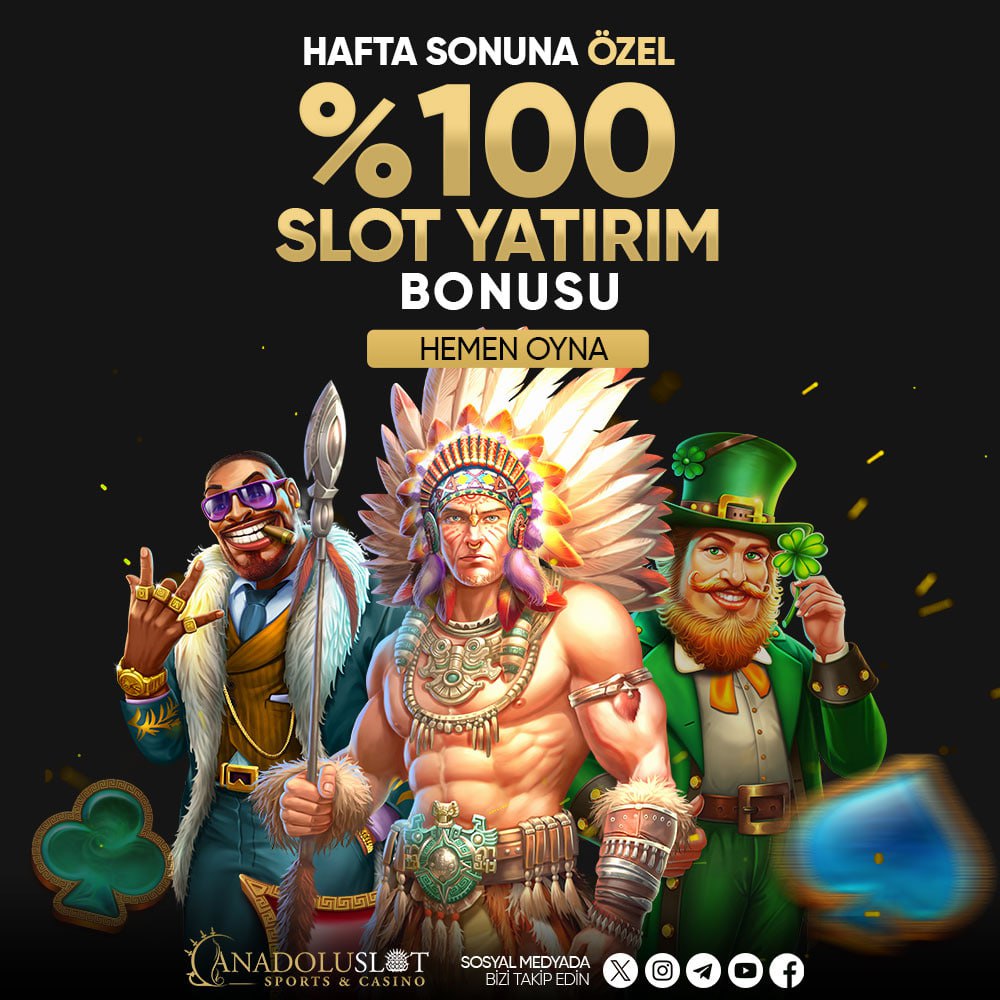 HAFTA SONUNA ÖZEL
%100
SLOT YATIRIM
BONUSU
HEMEN OYNA
ANADOLUSLOT
SPORTS & CASINO
SOSYAL MEDYADA
BİZİ TAKİP EDİN